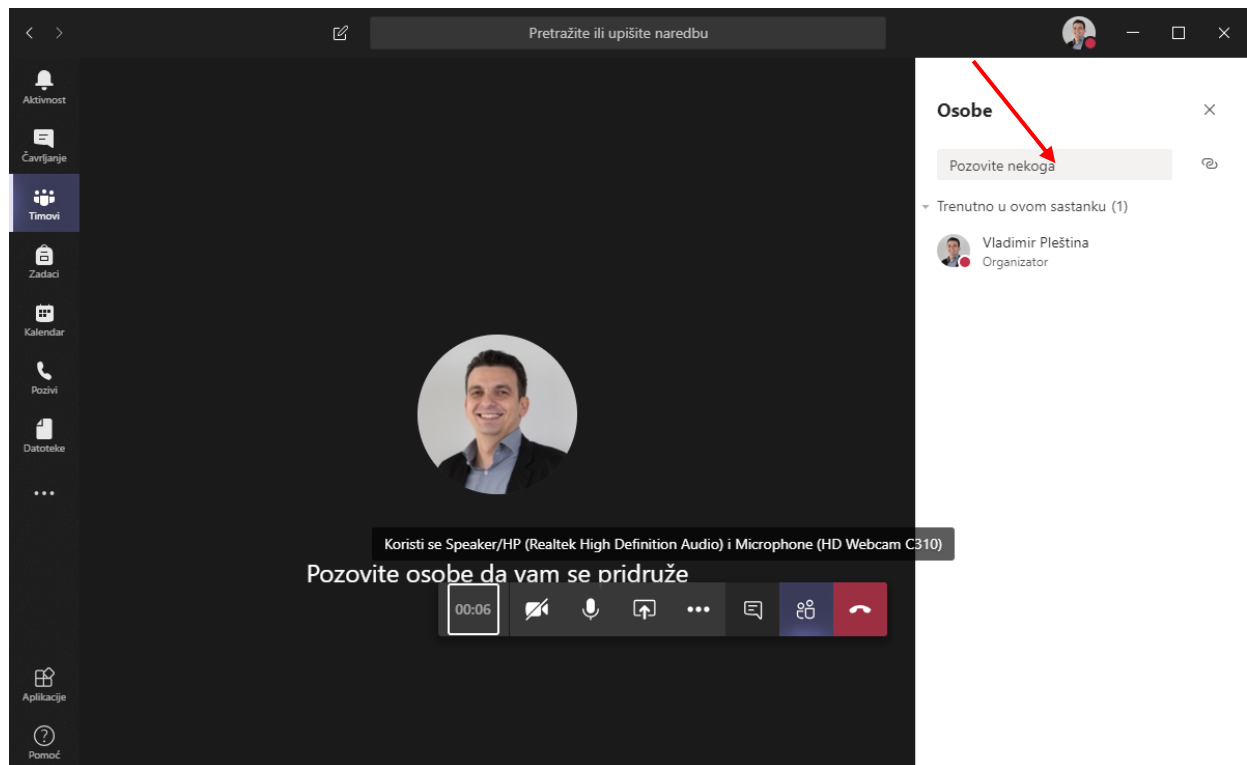 Pretražite ili upišite naredbu
Aktivnost
Čavrljanje
Timovi
Zadaci
Kalendar
Pozivi
Datoteke
Aplikacije
Pomoć
Koristi se Speaker/HP (Realtek High Definition Audio) i Microphone (HD Webcam C310)
Pozovite osobe da vam se pridruže
00:06
Osobe
Pozovite nekoga
Trenutno u ovom sastanku (1)
Vladimir Pleština
Organizator